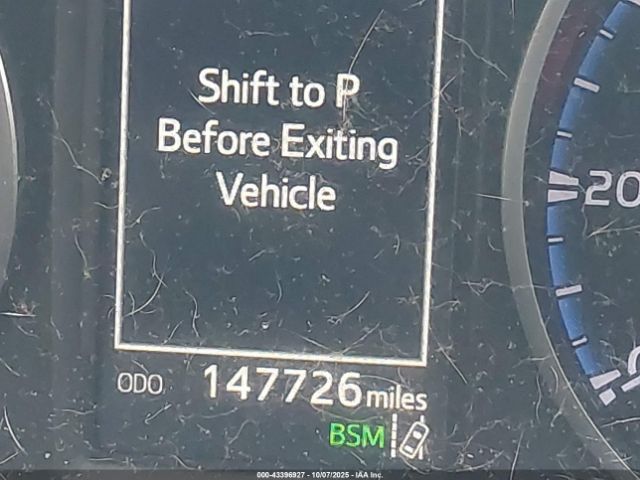 Shift to P
Before Exiting
Vehicle
20
ODO 147726 miles
BSM
000-43396927 - 10/07/2025 - IAA Inc.